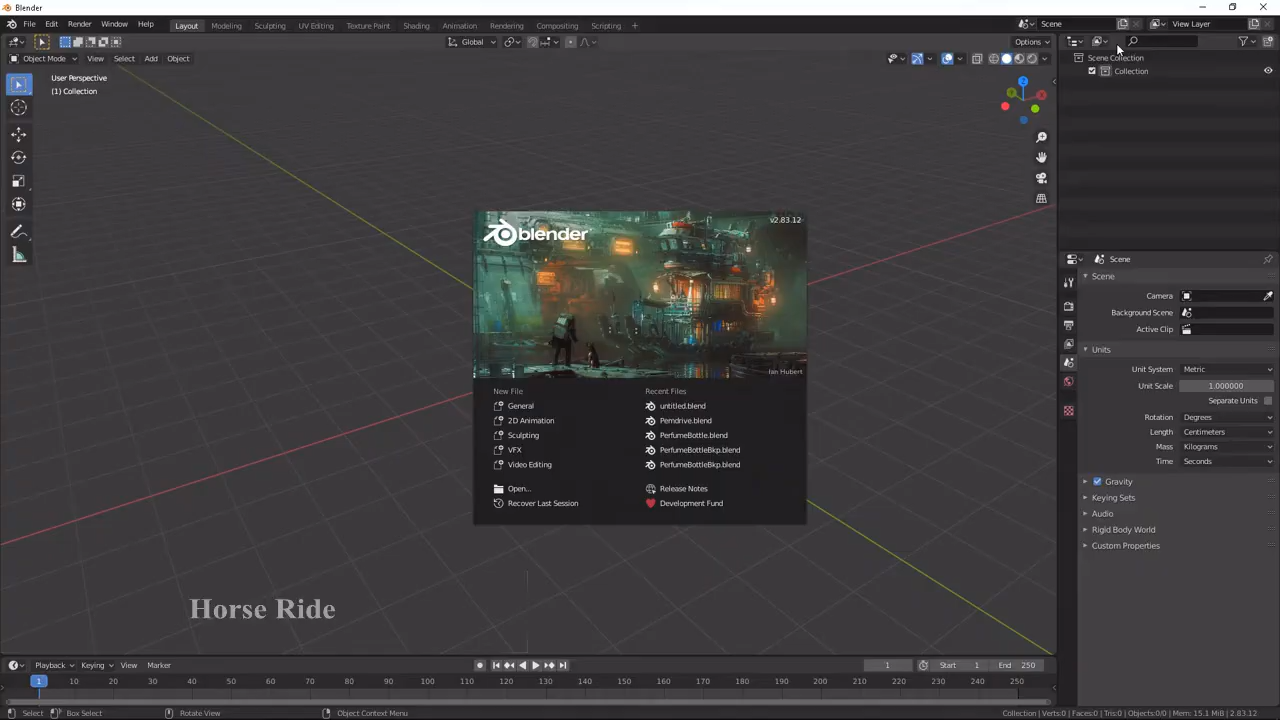 Blender
File Edit Render Window Help Layout Modeling Sculpting UV Editing Texture Paint Shading Animation Rendering Compositing Scripting + Scene View Layer
Global Options
Object Mode View Select Add Object
User Perspective
(1) Collection
Scene Collection
Collection
blender
v2.83.12
Ian Hubert
New File
General
2D Animation
Sculpting
VFX
Video Editing
Open...
Recover Last Session
Recent Files
untitled.blend
Pemdrive.blend
PerfumeBottle.blend
PerfumeBottleBkp.blend
PerfumeBottleBkp.blend
Release Notes
Development Fund
Scene
Scene
Camera
Background Scene
Active Clip
Units
Unit System Metric
Unit Scale 1.000000
Separate Units
Rotation Degrees
Length Centimeters
Mass Kilograms
Time Seconds
Gravity
Keying Sets
Audio
Rigid Body World
Custom Properties
Horse Ride
Playback Keying View Marker 1 Start 1 End 250
1 10 20 30 40 50 60 70 80 90 100 110 120 130 140 150 160 170 180 190 200 210 220 230 240 250
Select Box Select Rotate View Object Context Menu Collection | Verts:0 | Faces:0 | Tris:0 | Objects:0/0 | Mem: 15.1 MiB | 2.83.12